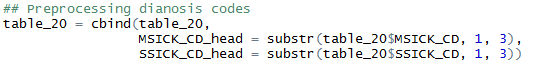 ## Preprocessing dianosis codes
table_20 = cbind(table_20,
                 MSICK_CD_head = substr(table_20$MSICK_CD, 1, 3),
                 SSICK_CD_head = substr(table_20$SSICK_CD, 1, 3))